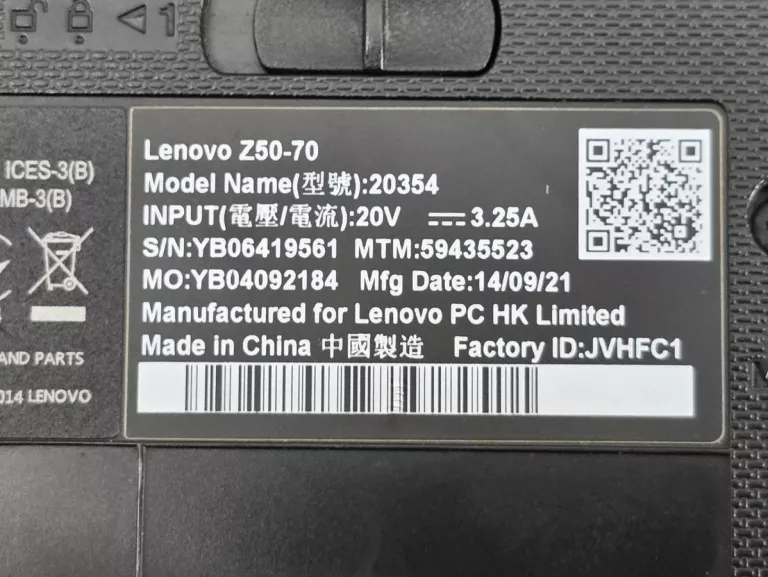 1
ICES-3(B)
MB-3(B)
AND PARTS
014 LENOVO
Lenovo Z50-70
Model Name(型號):20354
INPUT(電壓/電流):20V ⎓ 3.25A
S/N:YB06419561 MTM:59435523
MO:YB04092184 Mfg Date:14/09/21
Manufactured for Lenovo PC HK Limited
Made in China 中國製造 Factory ID:JVHFC1